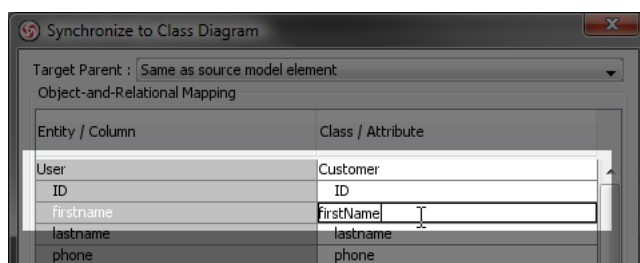 Synchronize to Class Diagram
Target Parent : Same as source model element
Object-and-Relational Mapping
Entity / Column Class / Attribute
User Customer
ID ID
firstname firstName
lastname lastname
phone phone